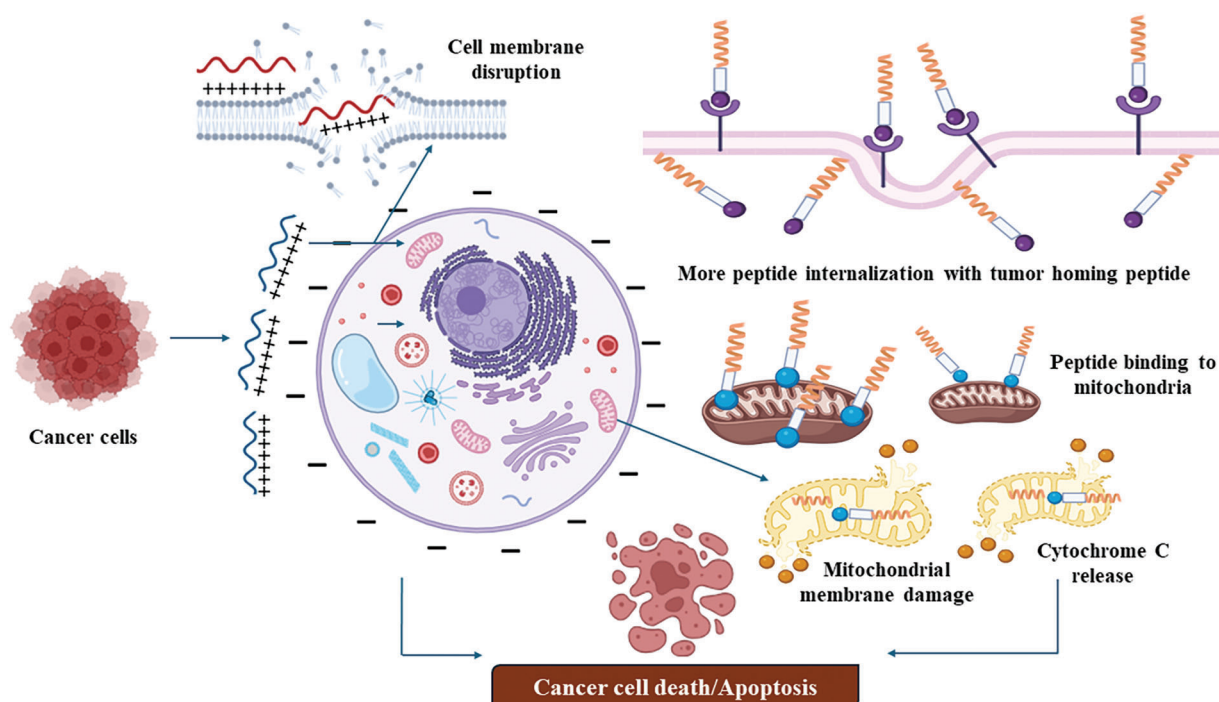 Cell membrane
disruption
+++++++
++++++
More peptide internalization with tumor homing peptide
Cancer cells
Peptide binding to
mitochondria
Mitochondrial
membrane damage
Cytochrome C
release
Cancer cell death/Apoptosis